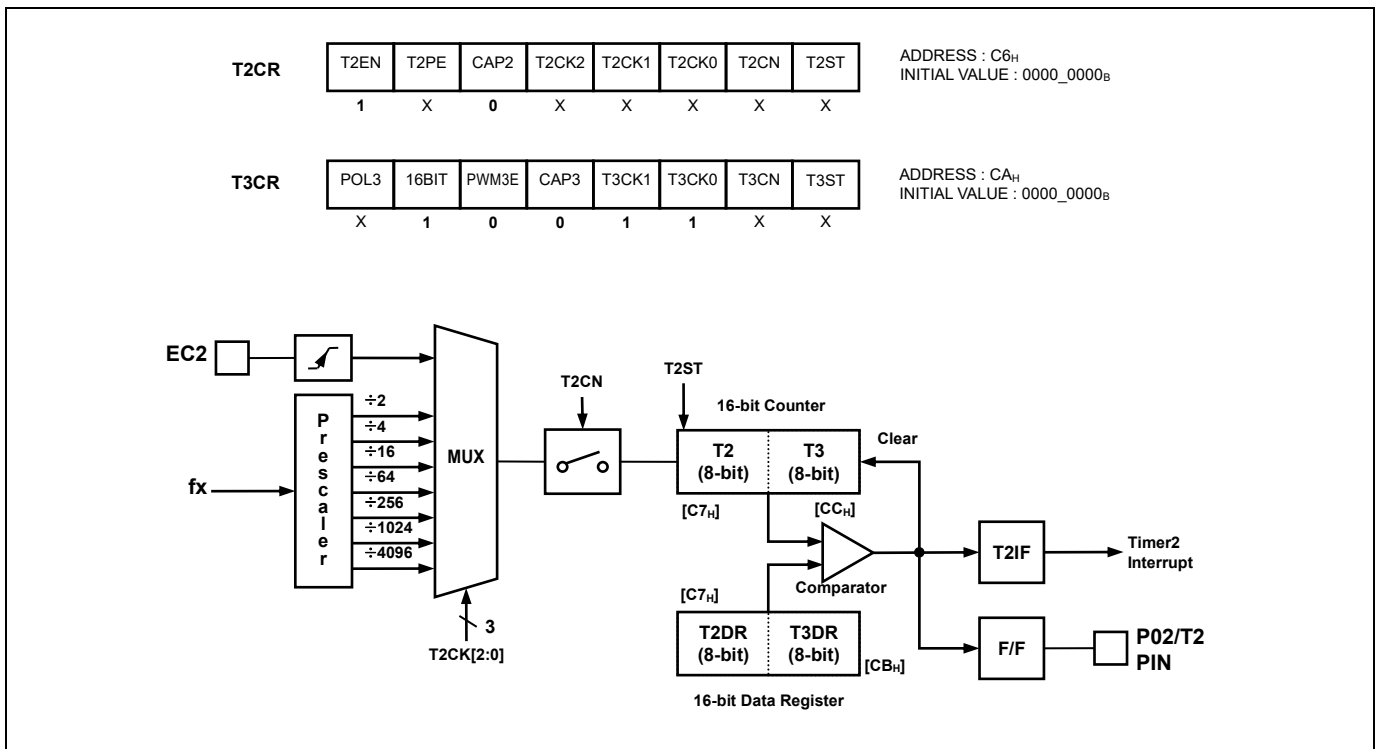 T2CR
T2EN T2PE CAP2 T2CK2 T2CK1 T2CK0 T2CN T2ST
1 X 0 X X X X X
ADDRESS : C6H
INITIAL VALUE : 0000_0000B
T3CR
POL3 16BIT PWM3E CAP3 T3CK1 T3CK0 T3CN T3ST
X 1 0 0 1 1 X X
ADDRESS : CAH
INITIAL VALUE : 0000_0000B
EC2
fx
Prescaler
÷2
÷4
÷16
÷64
÷256
÷1024
÷4096
MUX
3
T2CK[2:0]
T2CN
T2ST
16-bit Counter
T2
(8-bit)
T3
(8-bit)
Clear
[C7H]
[CCH]
Comparator
[C7H]
T2DR
(8-bit)
T3DR
(8-bit)
[CBH]
16-bit Data Register
T2IF
Timer2
Interrupt
F/F
P02/T2
PIN